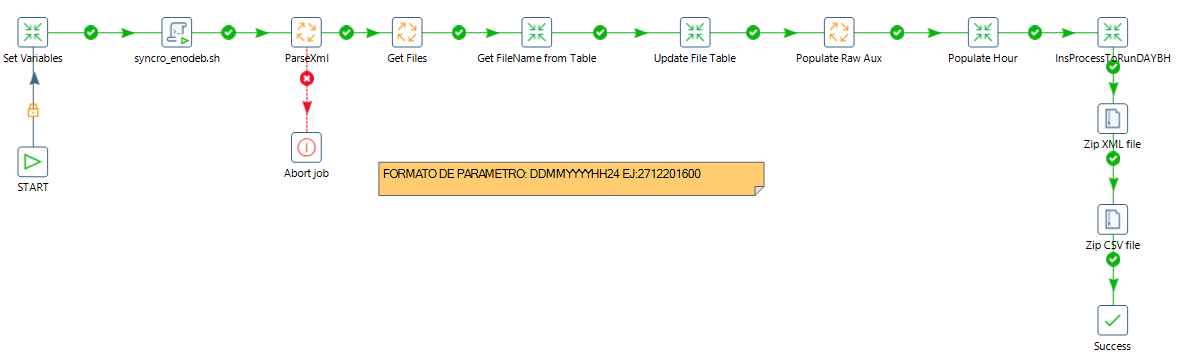 Set Variables
syncro_enodeb.sh
ParseXml
Get Files
Get FileName from Table
Update File Table
Populate Raw Aux
Populate Hour
InsProcessToRunDAYBH
Zip XML file
Abort job
FORMATO DE PARAMETRO: DDMMYYYYHH24 EJ:2712201600
START
Zip CSV file
Success